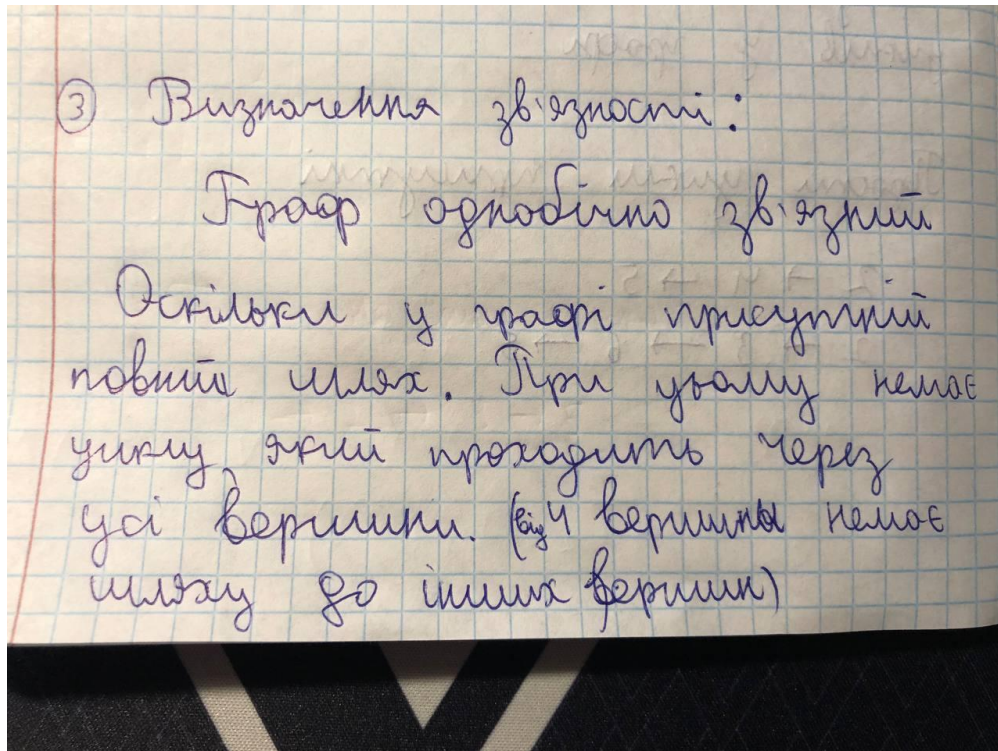 ③ Визначення зв'язності:
Граф однобічно зв'язний
Оскільки у графі присутній
повний шлях. При цьому немає
циклу, який проходить через
усі вершини. (від 4 вершины немає
шляху до інших вершин)